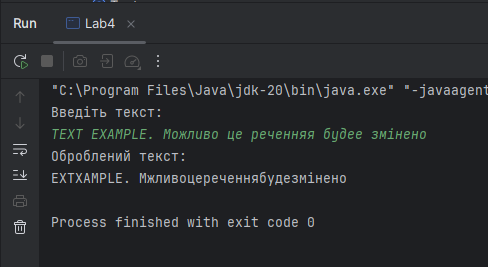 Run
Lab4
"C:\Program Files\Java\jdk-20\bin\java.exe" "-javaagent
Введіть текст:
TEXT EXAMPLE. Можливо це реченняя будее змінено
Оброблений текст:
EXTXAMPLE. Мжливоцереченнябудезмінено
Process finished with exit code 0